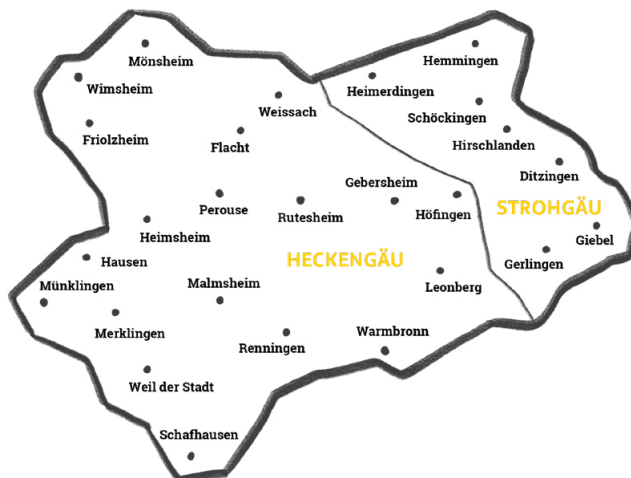 Mönsheim
Hemmingen
Wimsheim
Heimerdingen
Weissach
Schöckingen
Friolzheim
Flacht
Hirschlanden
Ditzingen
Gebersheim
Perouse
Rutesheim
Höfingen
STROHGÄU
Heimsheim
Giebel
Hausen
HECKENGÄU
Gerlingen
Münklingen
Malmsheim
Leonberg
Merklingen
Renningen
Warmbronn
Weil der Stadt
Schafhausen